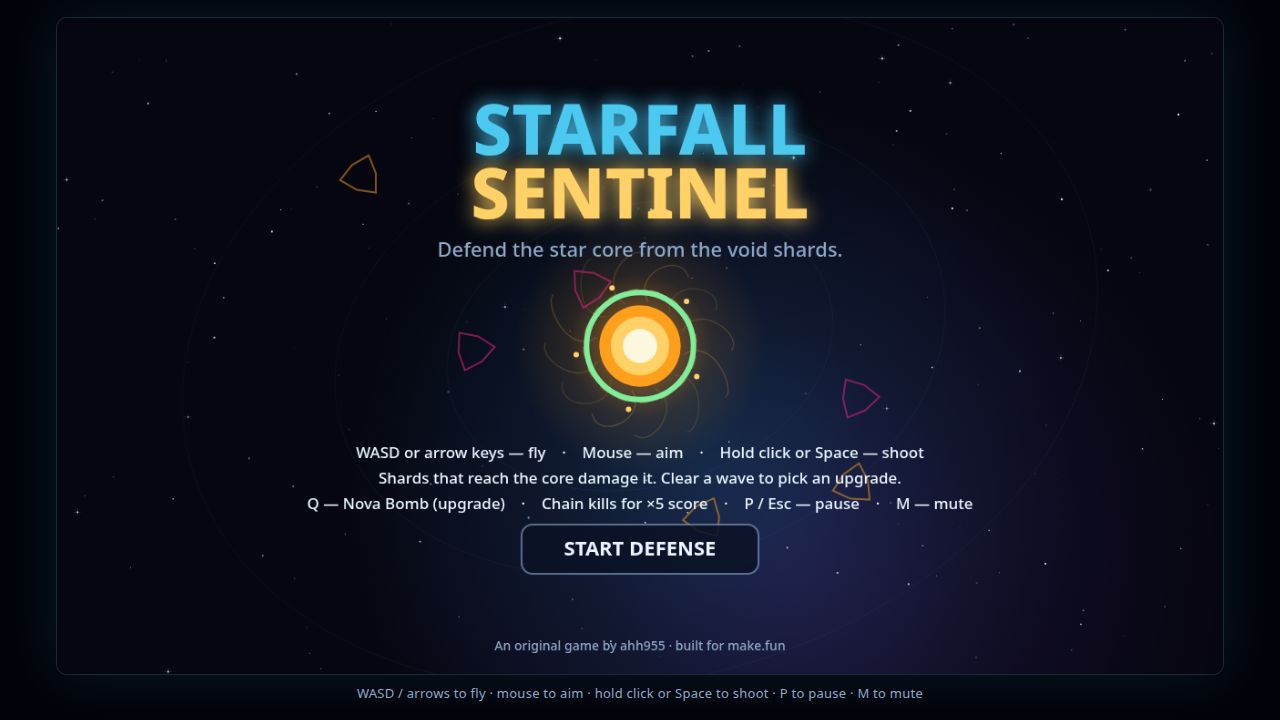 STARFALL
SENTINEL
Defend the star core from the void shards.
WASD or arrow keys — fly · Mouse — aim · Hold click or Space — shoot
Shards that reach the core damage it. Clear a wave to pick an upgrade.
Q — Nova Bomb (upgrade) · Chain kills for ×5 score · P / Esc — pause · M — mute
START DEFENSE
An original game by ahh955 · built for make.fun
WASD / arrows to fly · mouse to aim · hold click or Space to shoot · P to pause · M to mute